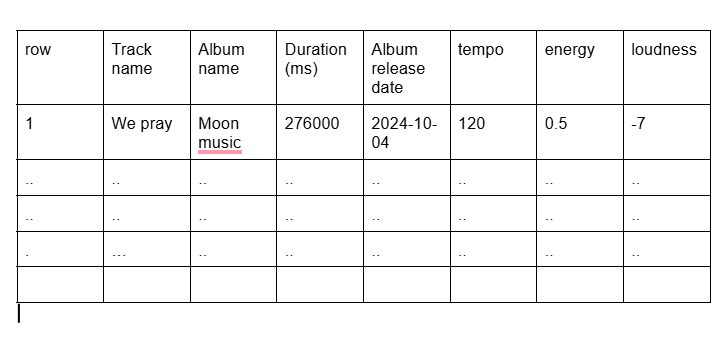 row Track name Album name Duration (ms) Album release date tempo energy loudness
1 We pray Moon music 276000 2024-10-04 120 0.5 -7
.. .. .. .. .. .. .. ..
.. .. .. .. .. .. .. ..
. ... .. .. .. .. .. ..